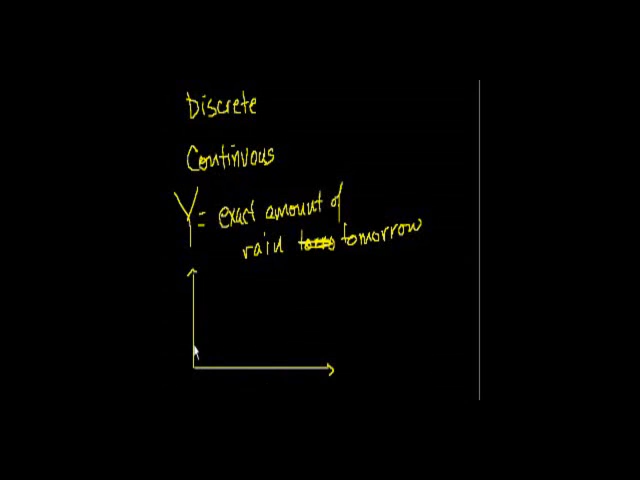 Discrete
Continuous
Y = exact amount of
rain tomorrow